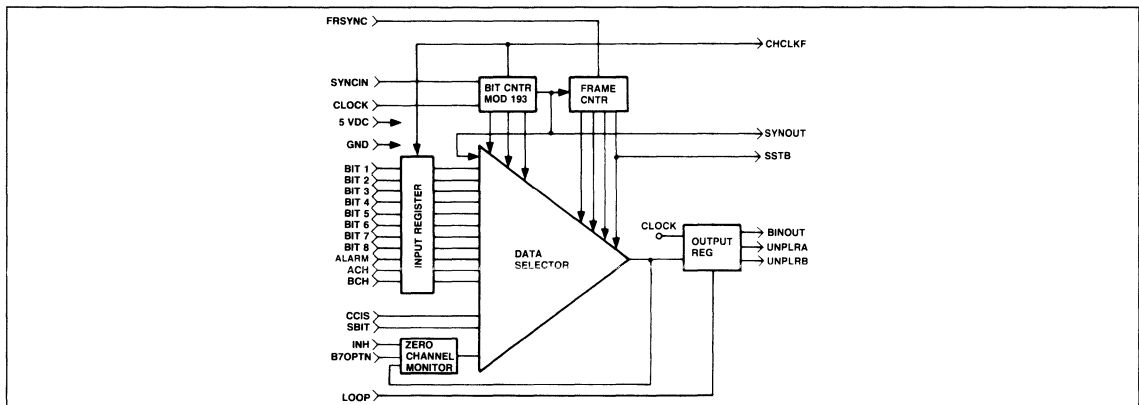 FRSYNC
CHCLKF
SYNCIN
BIT CNTR
MOD 193
FRAME
CNTR
CLOCK
5 VDC
SYNOUT
GND
SSTB
BIT 1
BIT 2
BIT 3
BIT 4
BIT 5
BIT 6
BIT 7
BIT 8
ALARM
ACH
BCH
INPUT REGISTER
DATA
SELECTOR
CLOCK
OUTPUT
REG
BINOUT
UNPLRA
UNPLRB
CCIS
SBIT
INH
B7OPTN
ZERO
CHANNEL
MONITOR
LOOP